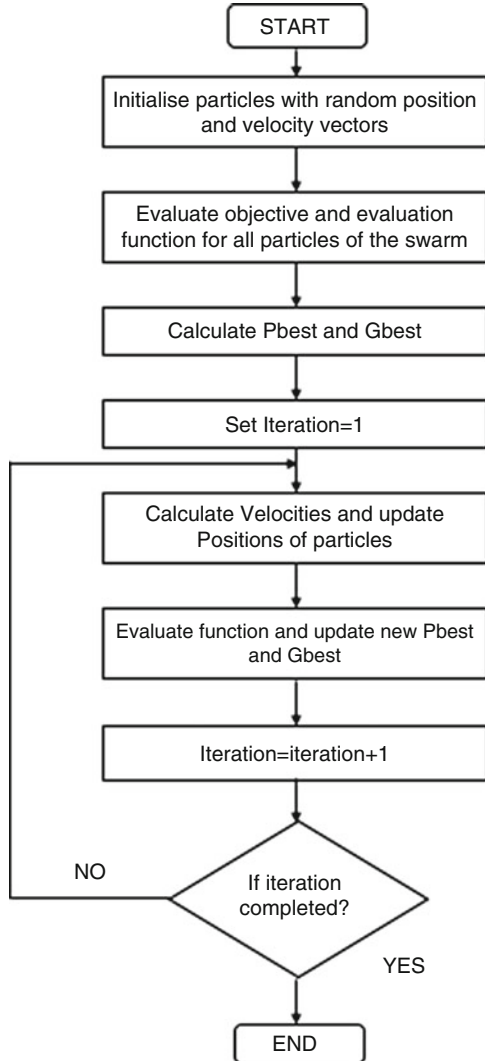 START
Initialise particles with random position
and velocity vectors
Evaluate objective and evaluation
function for all particles of the swarm
Calculate Pbest and Gbest
Set Iteration=1
Calculate Velocities and update
Positions of particles
Evaluate function and update new Pbest
and Gbest
Iteration=iteration+1
If iteration
completed?
NO
YES
END